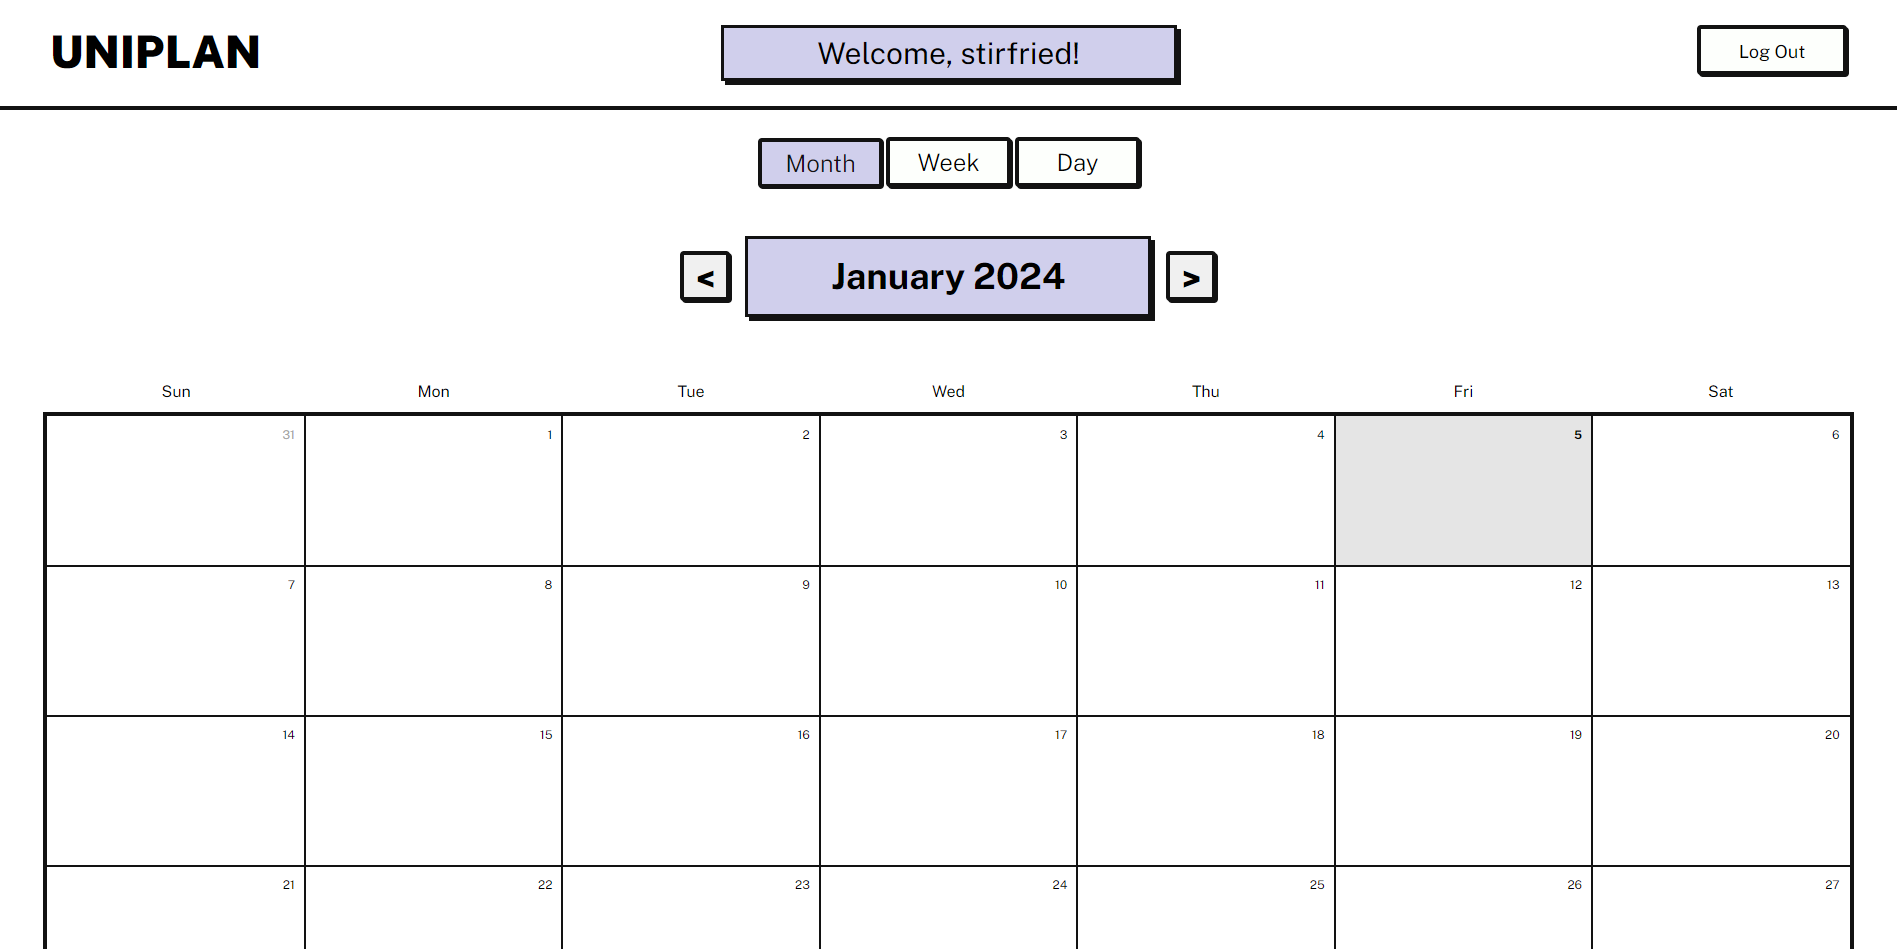 UNIPLAN
Welcome, stirfried!
Log Out
Month Week Day
< January 2024 >
Sun Mon Tue Wed Thu Fri Sat
31 1 2 3 4 5 6
7 8 9 10 11 12 13
14 15 16 17 18 19 20
21 22 23 24 25 26 27